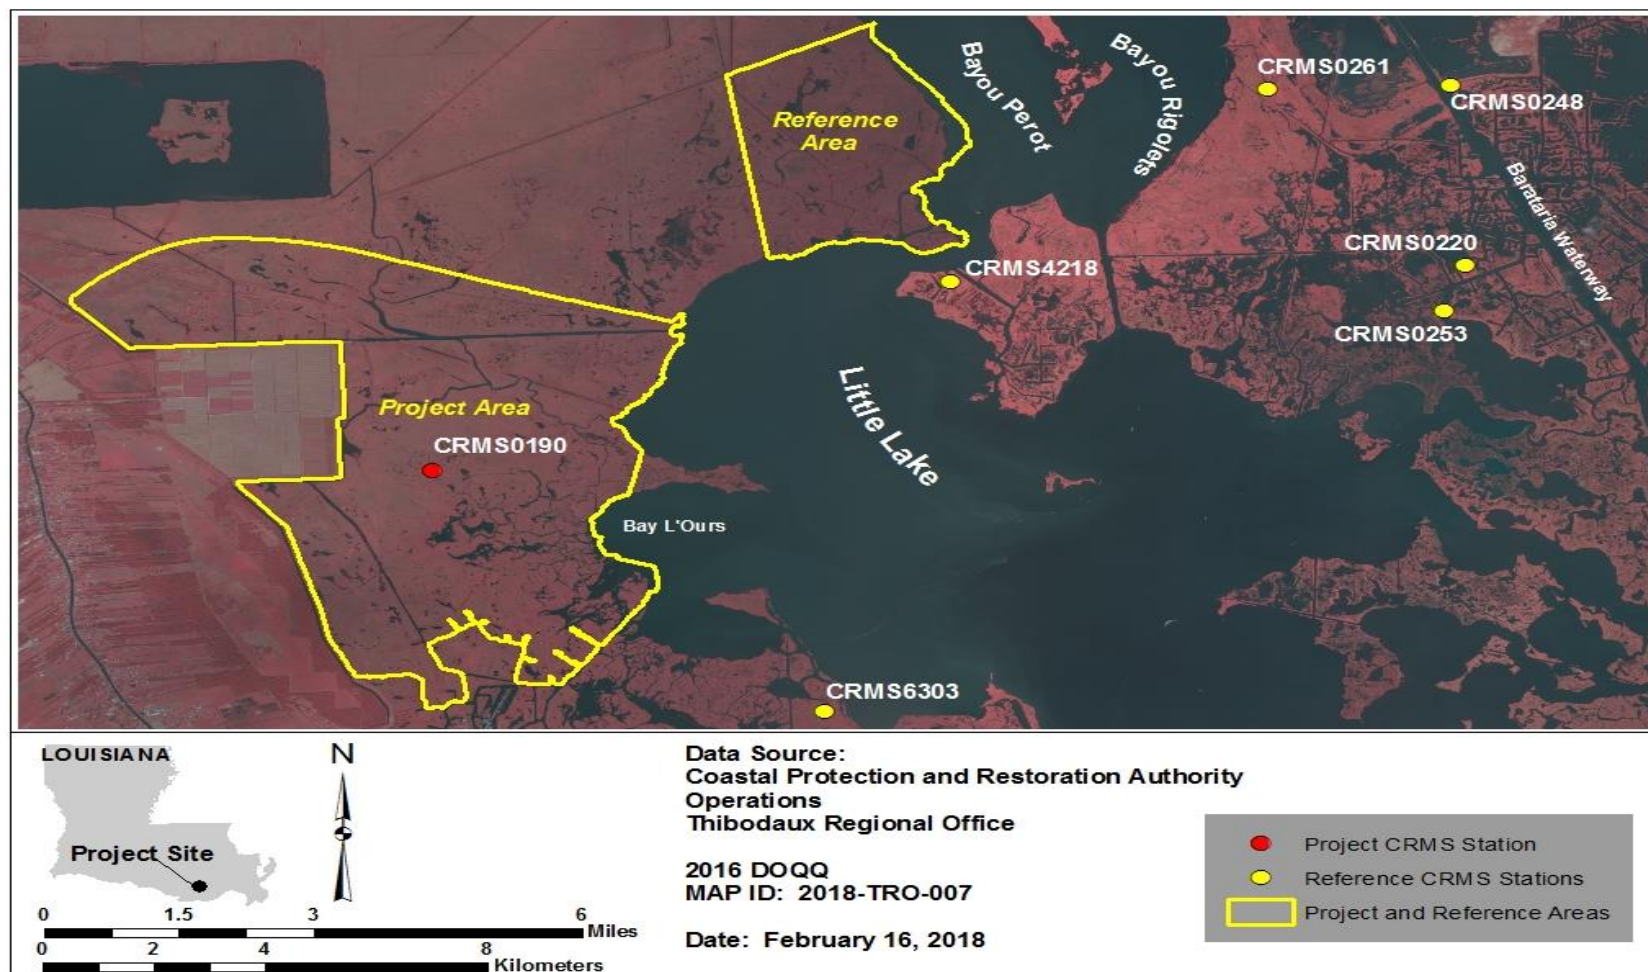 Bayou Perot
Bayou Rigolets
CRMS0261
CRMS0248
Reference
Area
Barataria Waterway
CRMS0220
CRMS4218
CRMS0253
Little Lake
Project Area
CRMS0190
Bay L'Ours
CRMS6303
LOUISIANA
Project Site
N
0 1.5 3 6
Miles
0 2 4 8
Kilometers
Data Source:
Coastal Protection and Restoration Authority
Operations
Thibodaux Regional Office
2016 DOQQ
MAP ID: 2018-TRO-007
Date: February 16, 2018
Project CRMS Station
Reference CRMS Stations
Project and Reference Areas